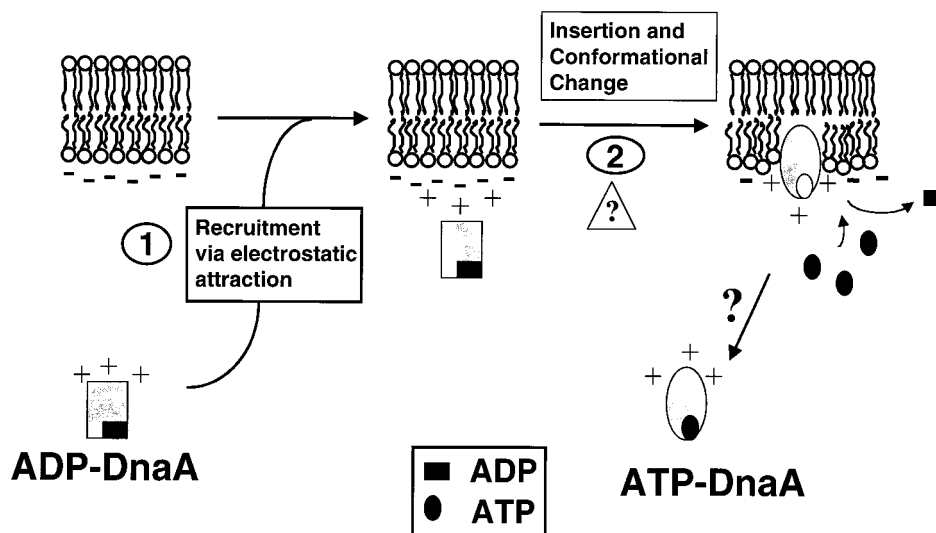 Insertion and
Conformational
Change
2
?
1
Recruitment
via electrostatic
attraction
- - - - - - -
- - - - - - -
+ + +
+
- + + - -
+
?
+ + +
ADP-DnaA
+ + +
ATP-DnaA
ADP
ATP